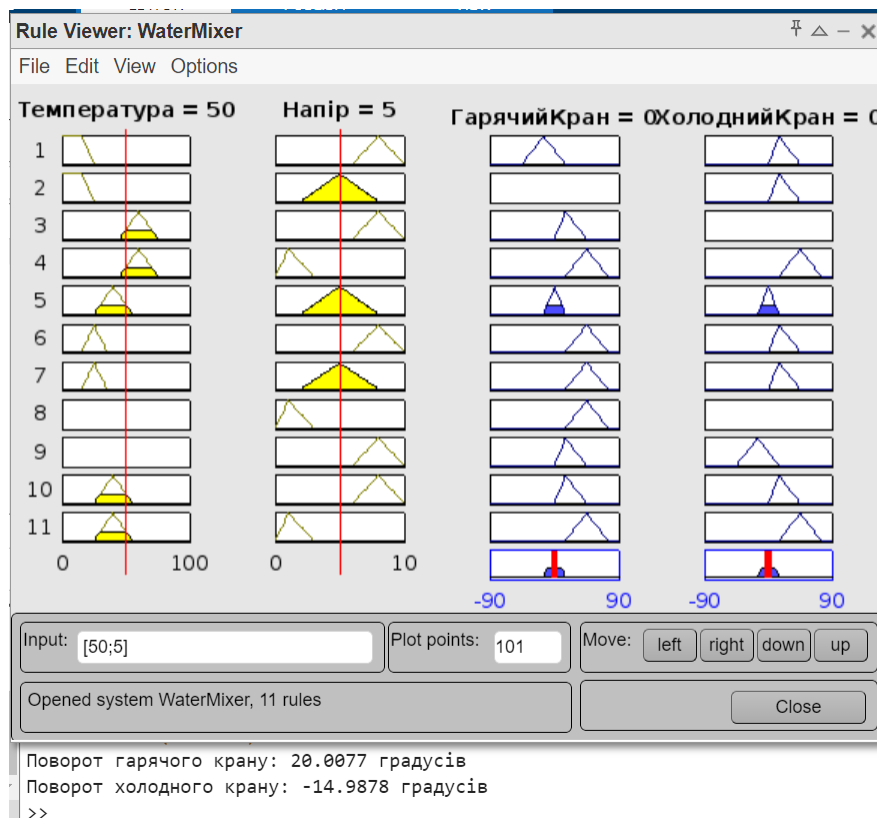 Rule Viewer: WaterMixer
File Edit View Options
Температура = 50 Напір = 5 ГарячийКран = 0 ХолоднийКран = 0
1
2
3
4
5
6
7
8
9
10
11
0 100 0 10
-90 90 -90 90
Input: [50;5] Plot points: 101 Move: left right down up
Opened system WaterMixer, 11 rules
Close
Поворот гарячого крану: 20.0077 градусів
Поворот холодного крану: -14.9878 градусів
>>